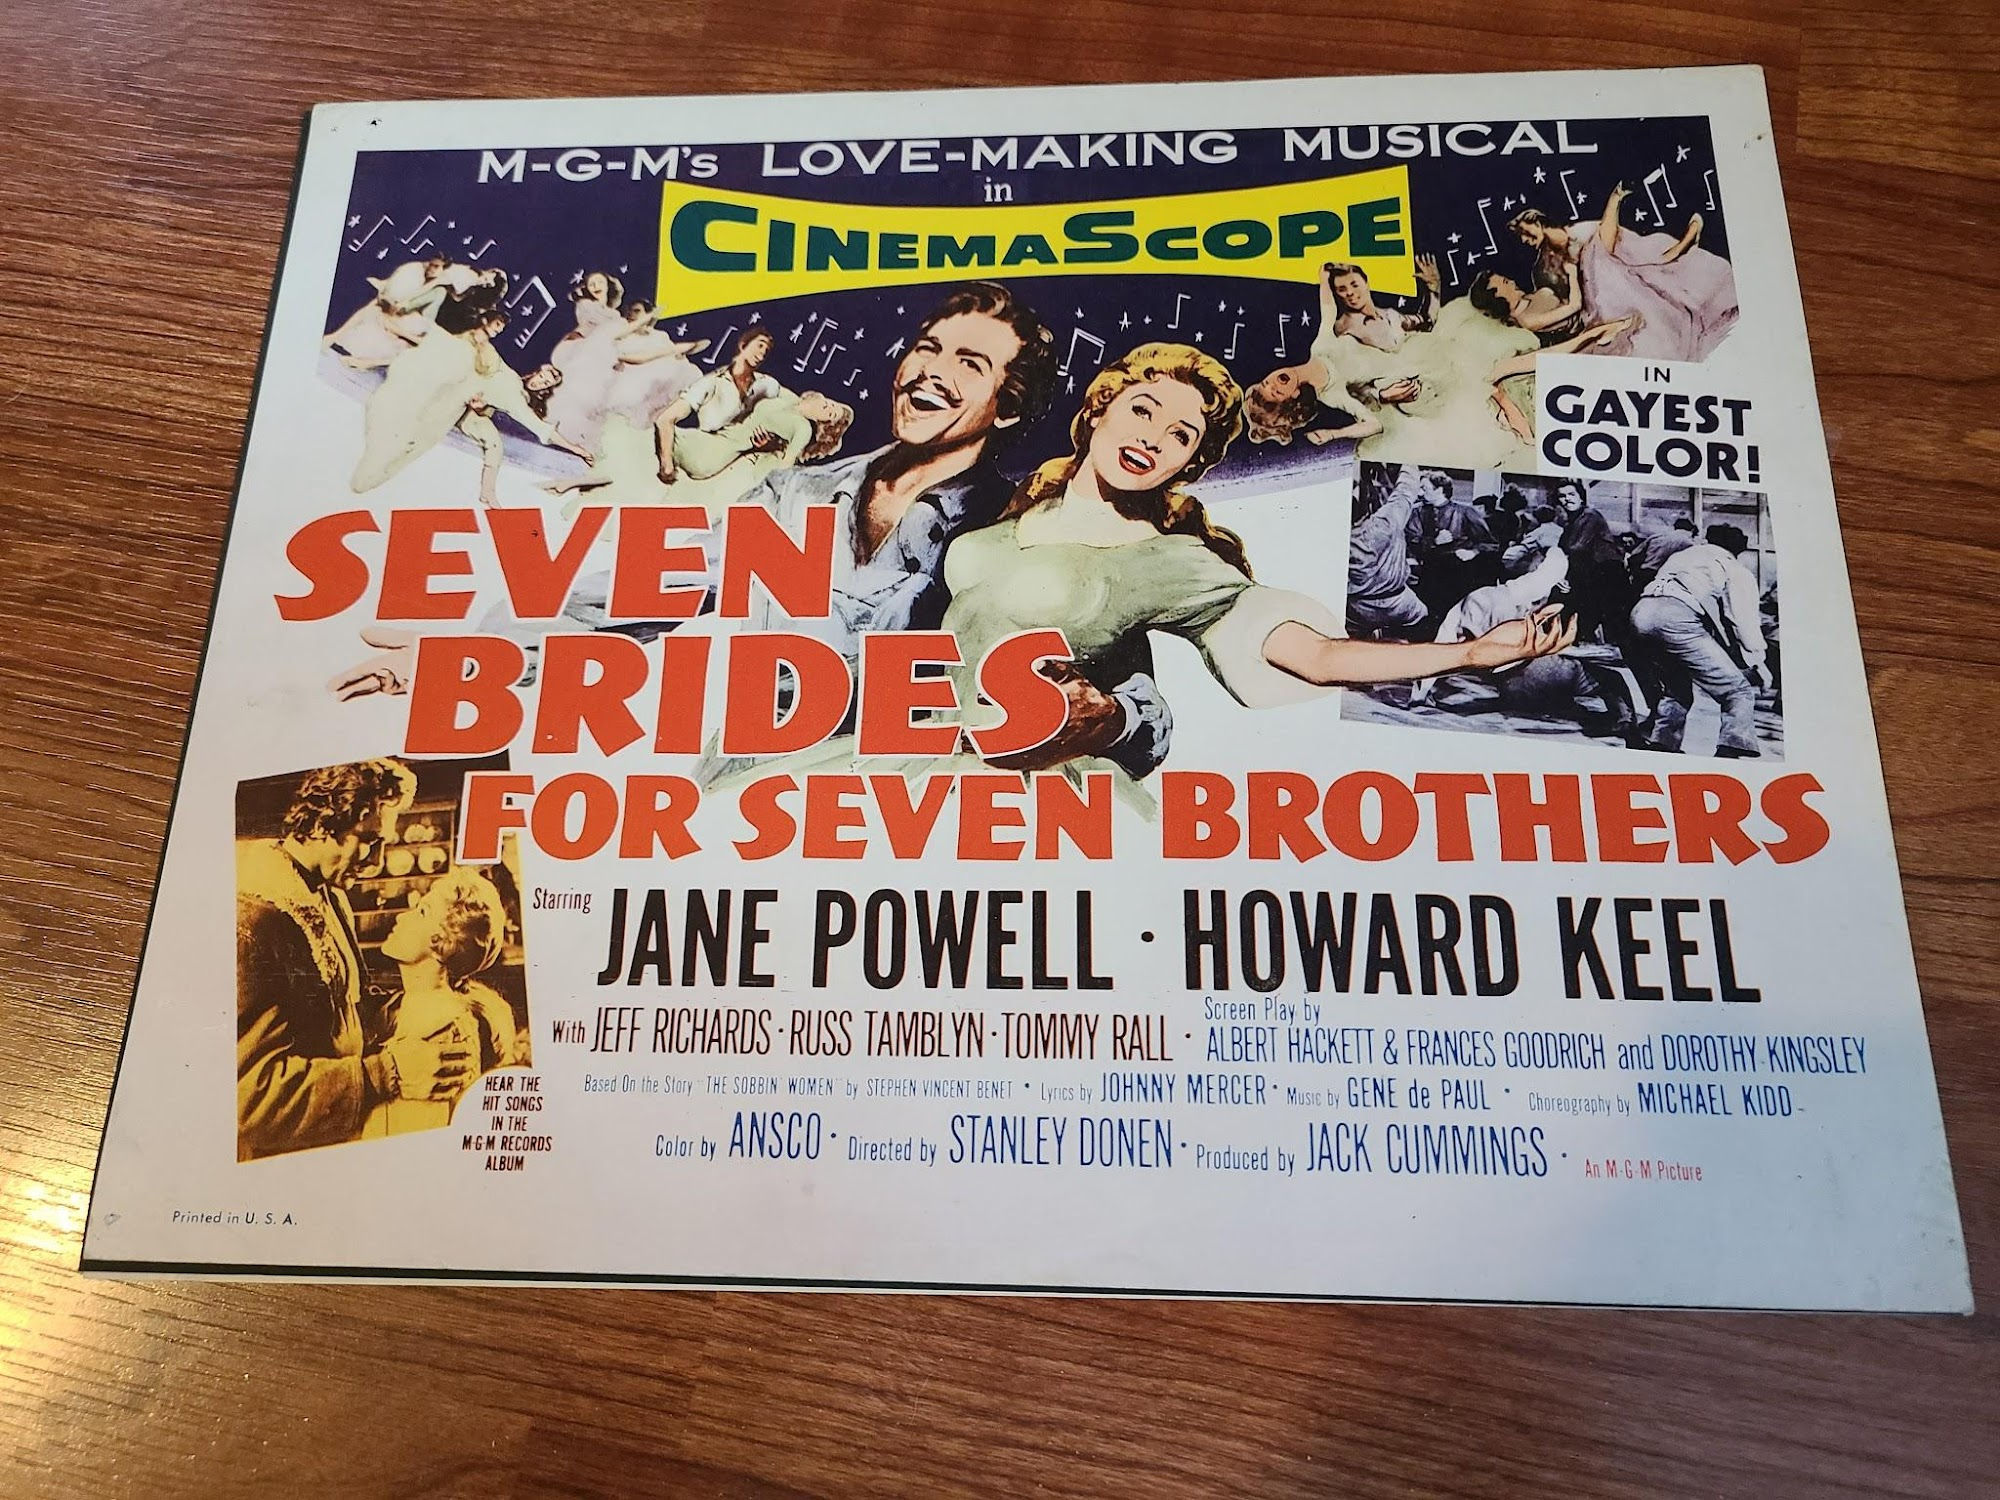 M-G-M's LOVE-MAKING MUSICAL
in
CINEMASCOPE
IN
GAYEST
COLOR!
SEVEN
BRIDES
FOR SEVEN BROTHERS
Starring JANE POWELL · HOWARD KEEL
With JEFF RICHARDS · RUSS TAMBLYN · TOMMY RALL ·
Screen Play by
ALBERT HACKETT & FRANCES GOODRICH and DOROTHY KINGSLEY
Based On the Story "THE SOBBIN' WOMEN" by STEPHEN VINCENT BENET · Lyrics by JOHNNY MERCER · Music by GENE de PAUL · Choreography by MICHAEL KIDD
Color by ANSCO · Directed by STANLEY DONEN · Produced by JACK CUMMINGS · An M-G-M Picture
HEAR THE
HIT SONGS
IN THE
M-G-M RECORDS
ALBUM
Printed in U. S. A.